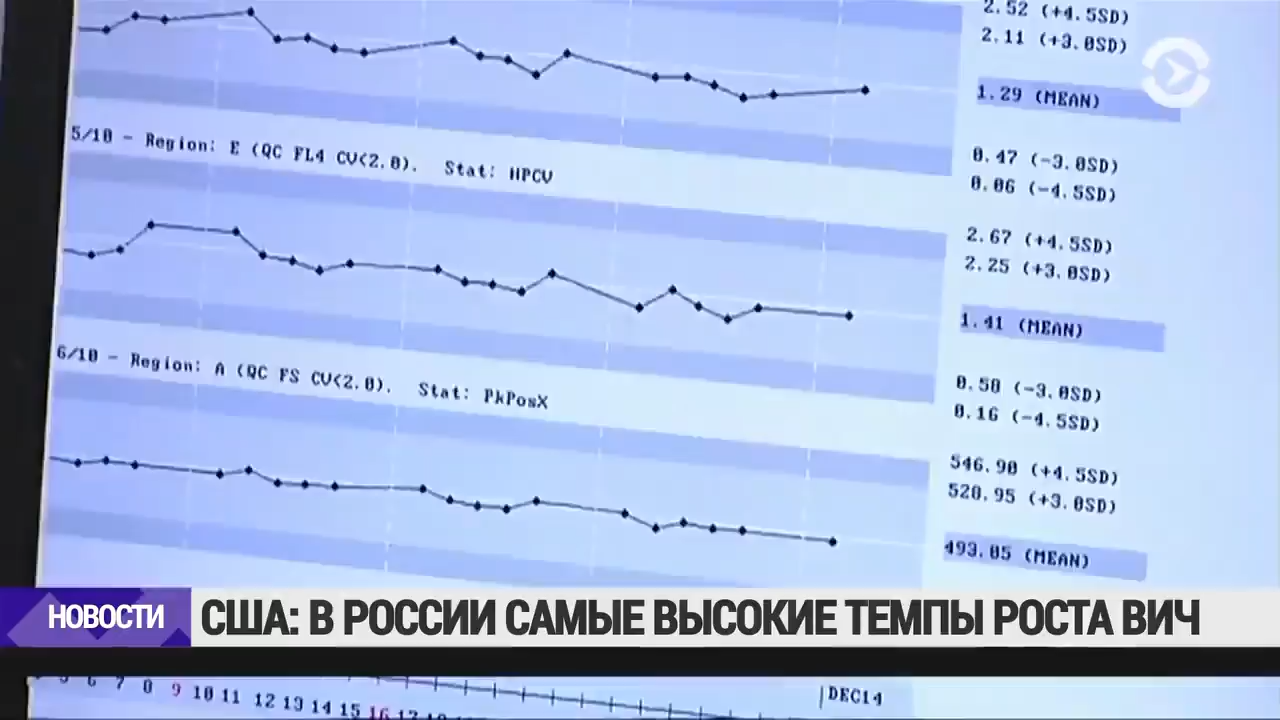 2.52 (+4.5SD)
2.11 (+3.0SD)
1.29 (MEAN)
5/10 - Region: E (QC FL4 CV<2.0). Stat: HPCV
0.47 (-3.0SD)
0.06 (-4.5SD)
2.67 (+4.5SD)
2.25 (+3.0SD)
1.41 (MEAN)
6/10 - Region: A (QC FS CV<2.0). Stat: PkPosX
0.58 (-3.0SD)
0.16 (-4.5SD)
546.90 (+4.5SD)
520.95 (+3.0SD)
493.05 (MEAN)
НОВОСТИ
США: В РОССИИ САМЫЕ ВЫСОКИЕ ТЕМПЫ РОСТА ВИЧ
6 7 8 9 10 11 12 13 14 15 16 17
DEC14